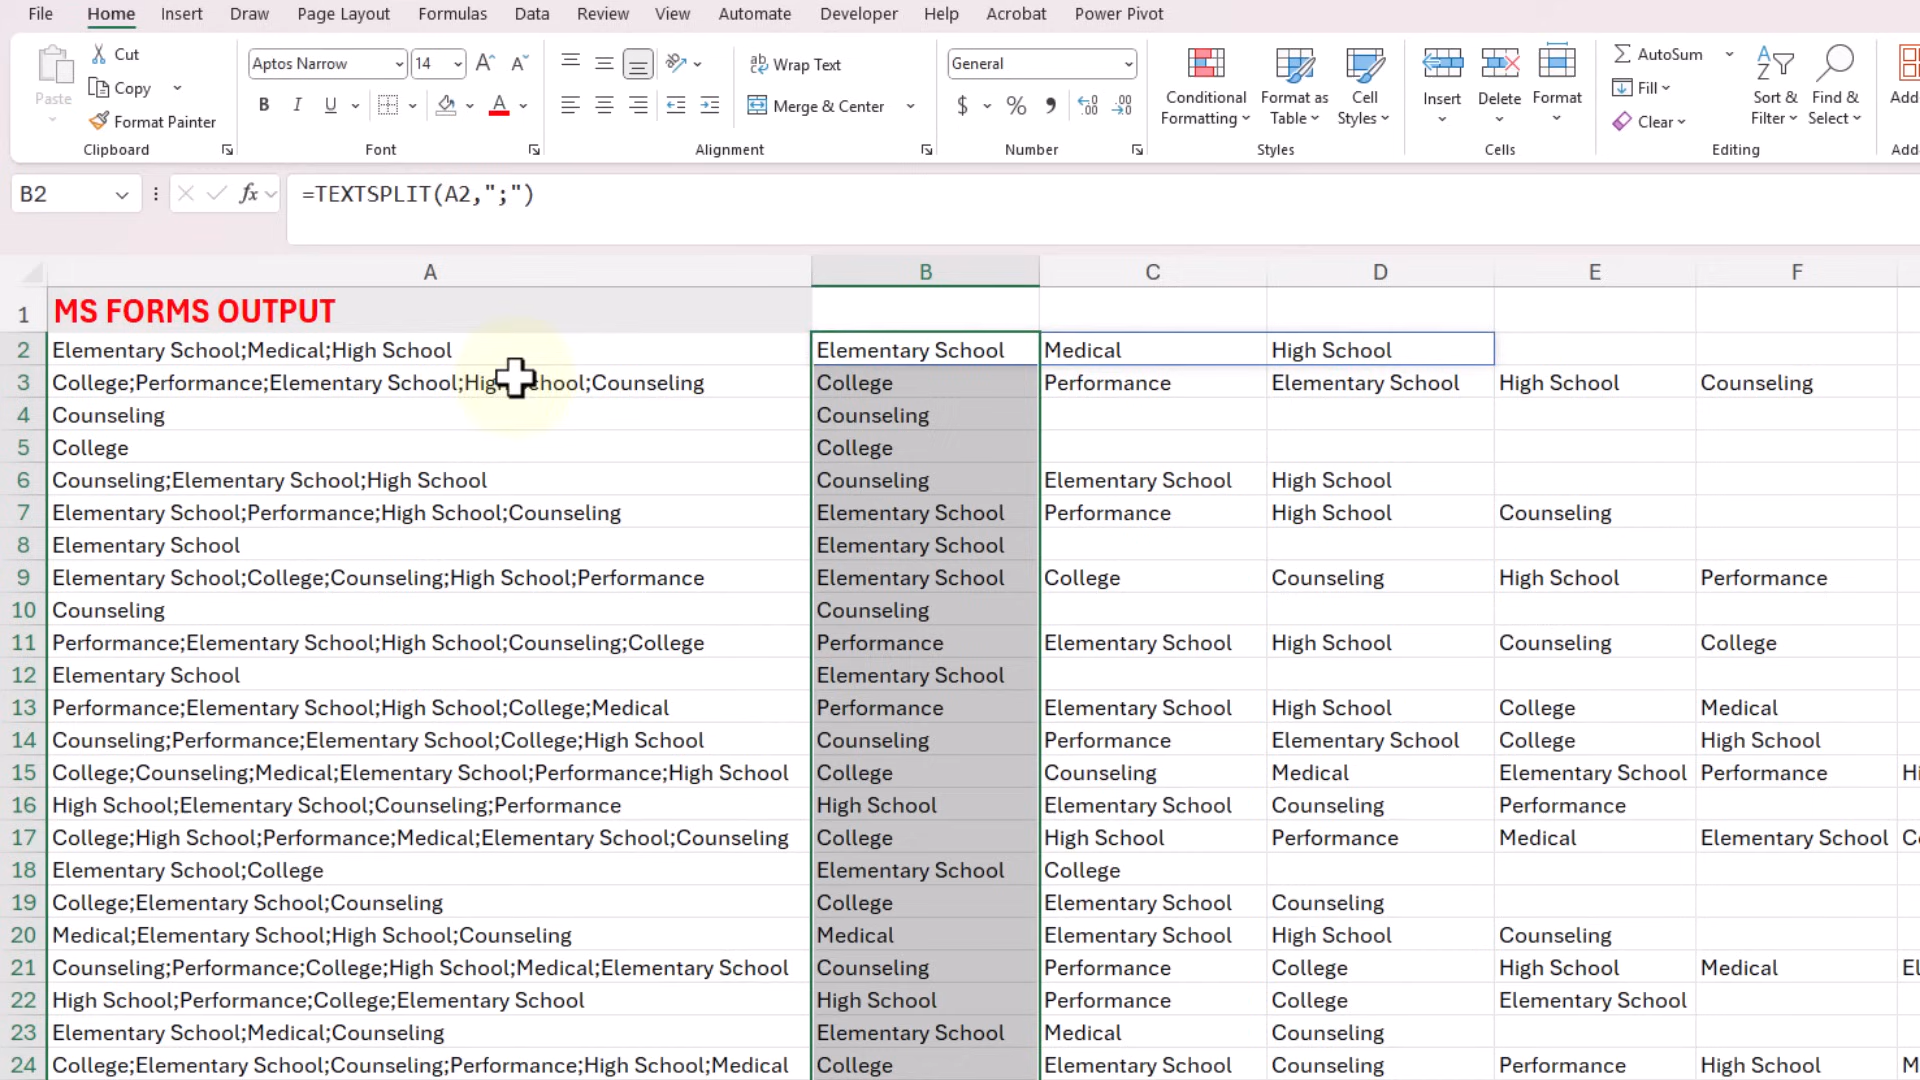 File Home Insert Draw Page Layout Formulas Data Review View Automate Developer Help Acrobat Power Pivot
Paste Cut Copy Format Painter Clipboard
Aptos Narrow 14 A A B I U A Font
Wrap Text Merge & Center Alignment
General $ % Number
Conditional Formatting Format as Table Cell Styles Styles
Insert Delete Format Cells
AutoSum Fill Clear Sort & Filter Find & Select Editing
B2 fx =TEXTSPLIT(A2,";")
A B C D E F
1 MS FORMS OUTPUT
2 Elementary School;Medical;High School Elementary School Medical High School
3 College;Performance;Elementary School;High School;Counseling College Performance Elementary School High School Counseling
4 Counseling Counseling
5 College College
6 Counseling;Elementary School;High School Counseling Elementary School High School
7 Elementary School;Performance;High School;Counseling Elementary School Performance High School Counseling
8 Elementary School Elementary School
9 Elementary School;College;Counseling;High School;Performance Elementary School College Counseling High School Performance
10 Counseling Counseling
11 Performance;Elementary School;High School;Counseling;College Performance Elementary School High School Counseling College
12 Elementary School Elementary School
13 Performance;Elementary School;High School;College;Medical Performance Elementary School High School College Medical
14 Counseling;Performance;Elementary School;College;High School Counseling Performance Elementary School College High School
15 College;Counseling;Medical;Elementary School;Performance;High School College Counseling Medical Elementary School Performance
16 High School;Elementary School;Counseling;Performance High School Elementary School Counseling Performance
17 College;High School;Performance;Medical;Elementary School;Counseling College High School Performance Medical Elementary School
18 Elementary School;College Elementary School College
19 College;Elementary School;Counseling College Elementary School Counseling
20 Medical;Elementary School;High School;Counseling Medical Elementary School High School Counseling
21 Counseling;Performance;College;High School;Medical;Elementary School Counseling Performance College High School Medical
22 High School;Performance;College;Elementary School High School Performance College Elementary School
23 Elementary School;Medical;Counseling Elementary School Medical Counseling
24 College;Elementary School;Counseling;Performance;High School;Medical College Elementary School Counseling Performance High School